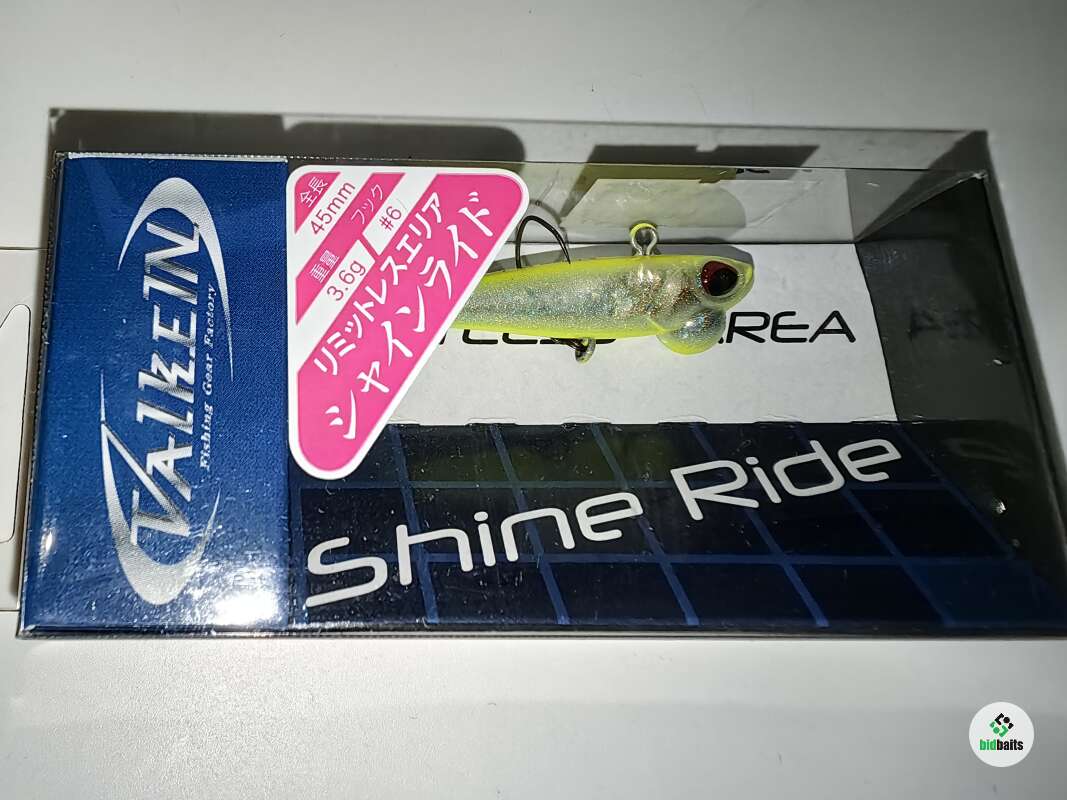 ValkeIN
Fishing Gear Factory
全長
45mm
フック
#6
重量
3.6g
リミットレスエリア
シャインライド
AREA
Shine Ride
bidbaits